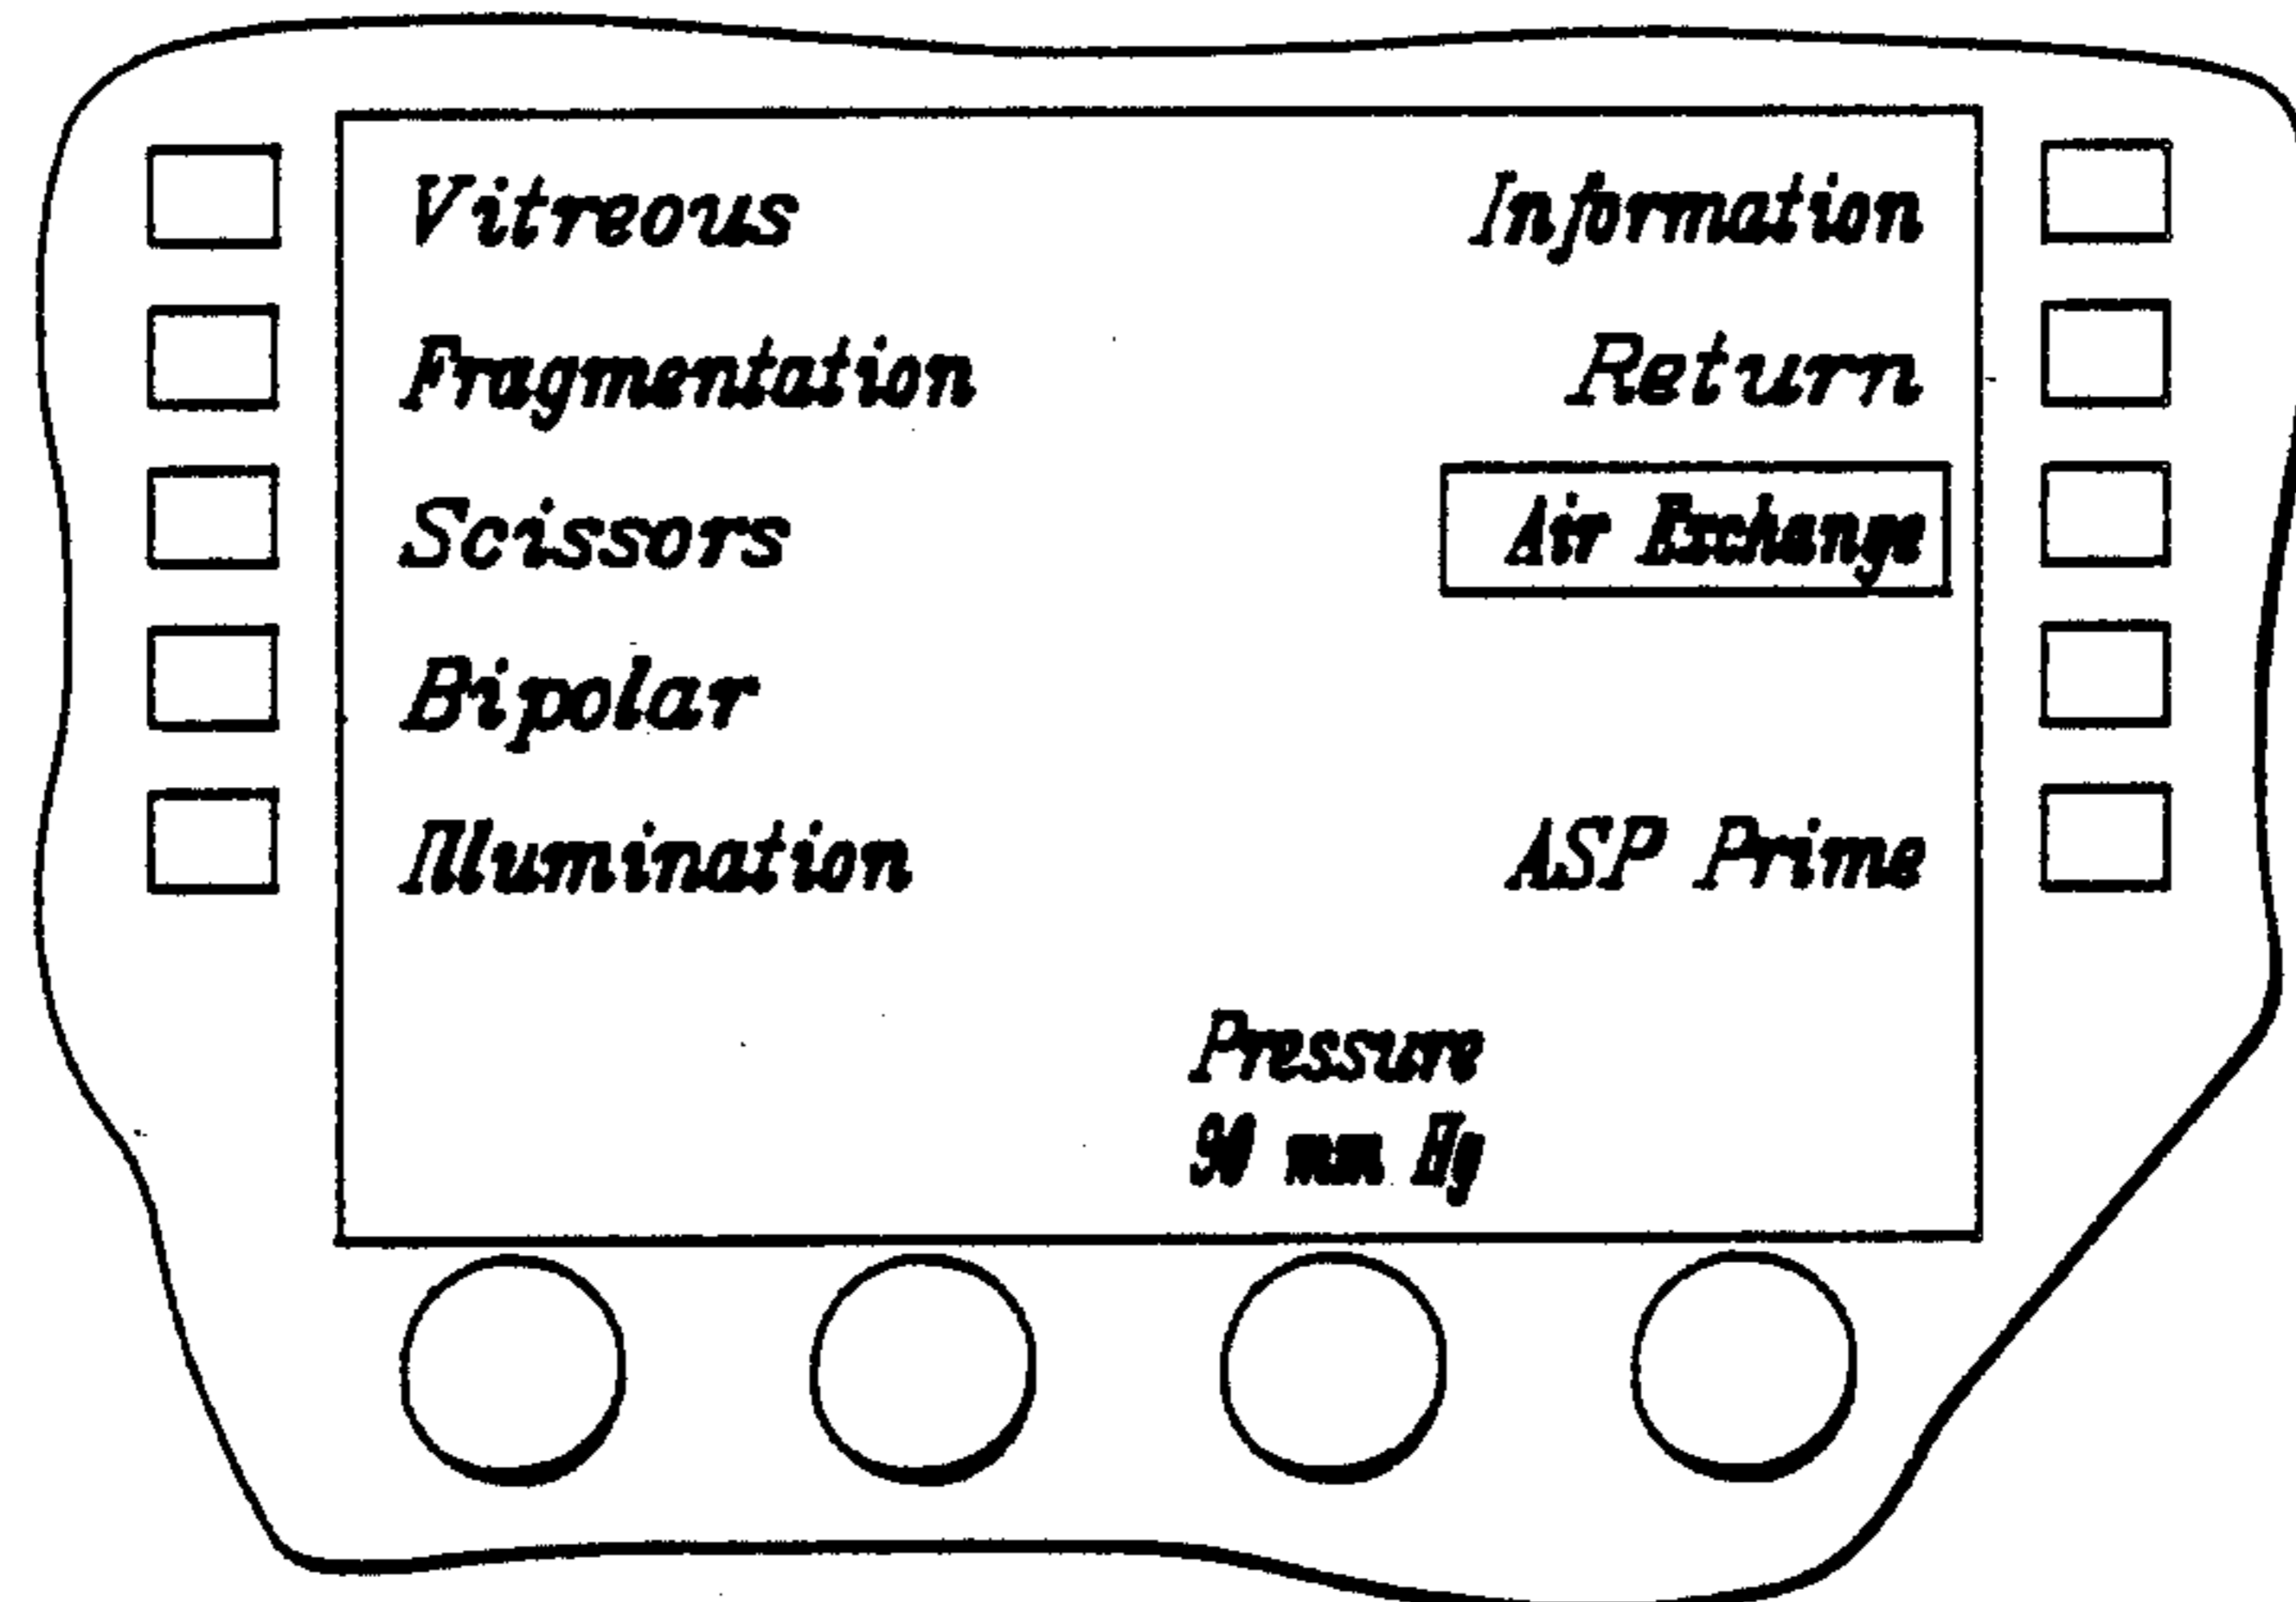 Vitreous
Information
Fragmentation
Return
Scissors
Air Exchange
Bipolar
Illumination
ASP Prime
Pressure
90 mm Hg